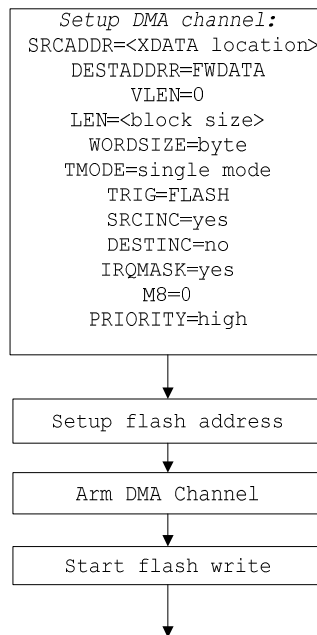 Setup DMA channel:
SRCADDR=<XDATA location>
DESTADDRR=FWDATA
VLEN=0
LEN=<block size>
WORDSIZE=byte
TMODE=single mode
TRIG=FLASH
SRCINC=yes
DESTINC=no
IRQMASK=yes
M8=0
PRIORITY=high
Setup flash address
Arm DMA Channel
Start flash write